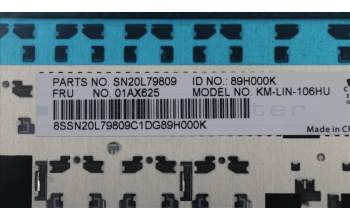 PARTS NO. SN20L79809 ID NO. : 89H000K
FRU NO. 01AX625 MODEL NO. KM-LIN-106HU
8SSN20L79809C1DG89H000K
Made in